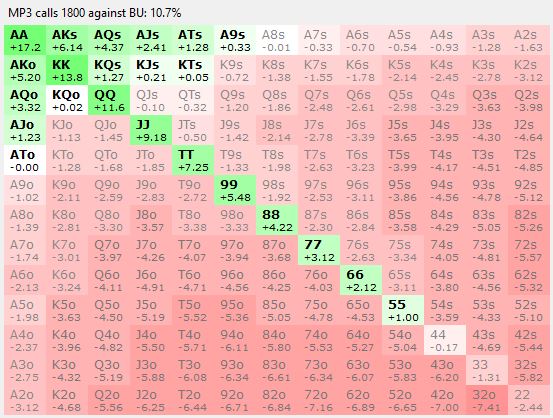 MP3 calls 1800 against BU: 10.7%
AA AKs AQs AJs ATs A9s A8s A7s A6s A5s A4s A3s A2s
+17.2 +6.14 +4.37 +2.41 +1.28 +0.33 -0.01 -0.33 -0.70 -0.54 -0.93 -1.28 -1.63
AKo KK KQs KJs KTs K9s K8s K7s K6s K5s K4s K3s K2s
+5.20 +13.8 +1.27 +0.21 +0.05 -0.72 -1.38 -1.55 -1.78 -2.14 -2.45 -2.78 -3.12
AQo KQo QQ QJs QTs Q9s Q8s Q7s Q6s Q5s Q4s Q3s Q2s
+3.32 +0.02 +11.6 -0.10 -0.32 -1.20 -1.86 -2.48 -2.61 -2.98 -3.29 -3.63 -3.98
AJo KJo QJo JJ JTs J9s J8s J7s J6s J5s J4s J3s J2s
+1.23 -1.13 -1.45 +9.18 -0.50 -1.42 -2.14 -2.78 -3.39 -3.65 -3.95 -4.30 -4.64
ATo KTo QTo JTo TT T9s T8s T7s T6s T5s T4s T3s T2s
-0.00 -1.28 -1.68 -1.85 +7.25 -1.33 -1.98 -2.63 -3.23 -3.99 -4.17 -4.51 -4.85
A9o K9o Q9o J9o T9o 99 98s 97s 96s 95s 94s 93s 92s
-1.02 -2.11 -2.59 -2.83 -2.72 +5.48 -1.92 -2.53 -3.11 -3.86 -4.56 -4.78 -5.12
A8o K8o Q8o J8o T8o 98o 88 87s 86s 85s 84s 83s 82s
-1.39 -2.81 -3.30 -3.57 -3.38 -3.33 +4.22 -2.30 -2.84 -3.58 -4.29 -5.05 -5.26
A7o K7o Q7o J7o T7o 97o 87o 77 76s 75s 74s 73s 72s
-1.74 -3.01 -3.97 -4.26 -4.07 -3.94 -3.68 +3.12 -2.63 -3.34 -4.05 -4.81 -5.57
A6o K6o Q6o J6o T6o 96o 86o 76o 66 65s 64s 63s 62s
-2.13 -3.24 -4.11 -4.91 -4.71 -4.56 -4.25 -4.03 +2.12 -3.11 -3.80 -4.56 -5.32
A5o K5o Q5o J5o T5o 95o 85o 75o 65o 55 54s 53s 52s
-1.98 -3.63 -4.50 -5.19 -5.52 -5.36 -5.05 -4.78 -4.53 +1.00 -3.59 -4.33 -5.10
A4o K4o Q4o J4o T4o 94o 84o 74o 64o 54o 44 43s 42s
-2.37 -3.96 -4.82 -5.50 -5.71 -6.11 -5.80 -5.53 -5.27 -5.04 -0.17 -4.69 -5.44
A3o K3o Q3o J3o T3o 93o 83o 73o 63o 53o 43o 33 32s
-2.75 -4.32 -5.19 -5.88 -6.08 -6.34 -6.61 -6.34 -6.07 -5.83 -6.20 -1.31 -5.82
A2o K2o Q2o J2o T2o 92o 82o 72o 62o 52o 42o 32o 22
-3.12 -4.68 -5.56 -6.25 -6.44 -6.71 -6.84 -7.16 -6.89 -6.65 -7.00 -7.41 -2.44